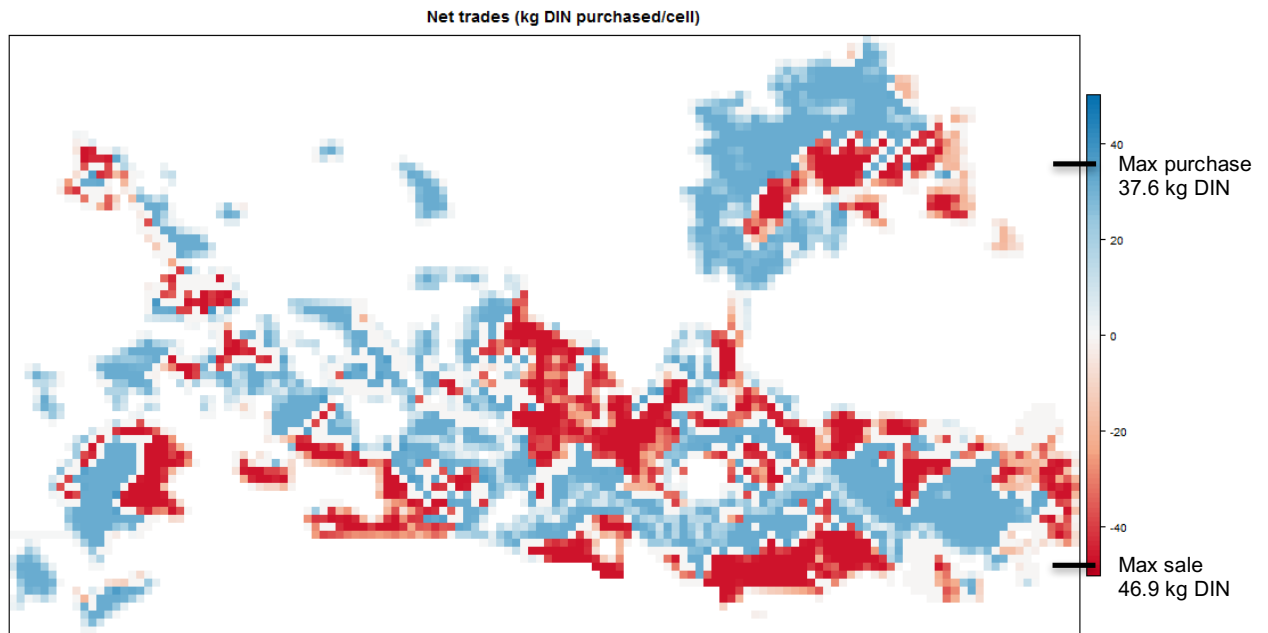 Net trades (kg DIN purchased/cell)
40
Max purchase
37.6 kg DIN
20
0
-20
-40
Max sale
46.9 kg DIN